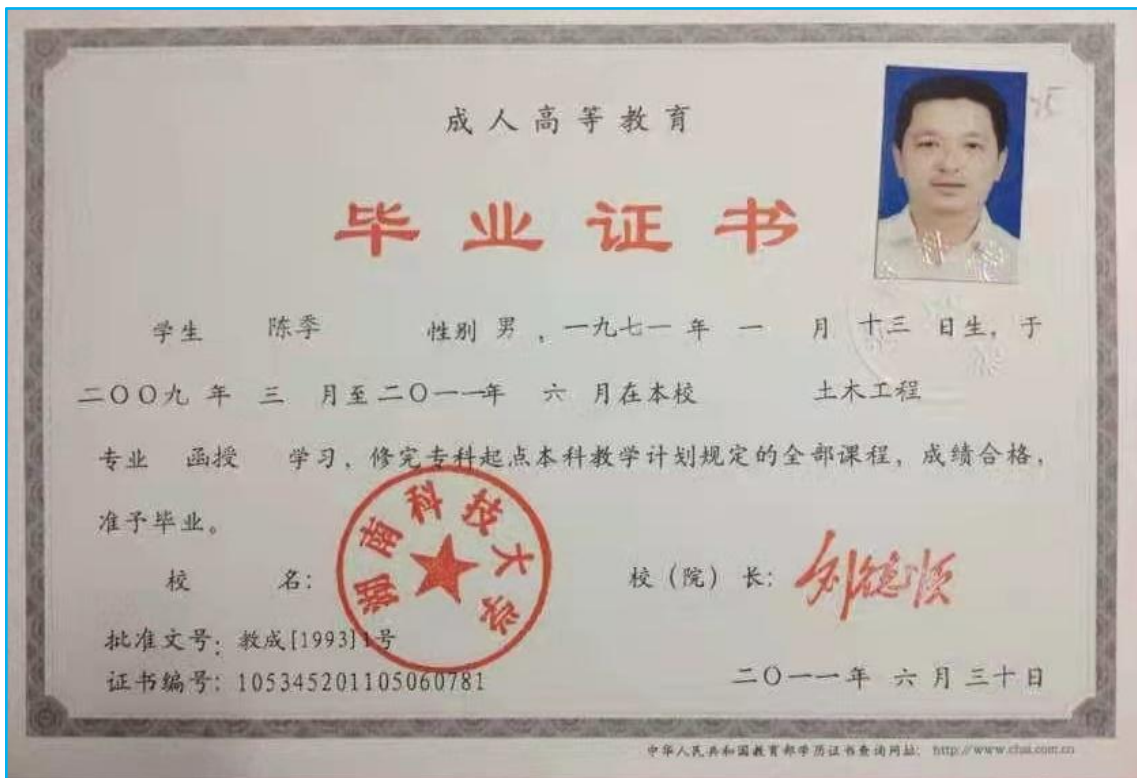 成人高等教育
毕业证书
学生 陈季 性别 男 ，一九七一 年 一 月 十三 日生，于
二〇〇九 年 三 月至二〇一一年 六 月在本校 土木工程
专业 函授 学习，修完专科起点本科教学计划规定的全部课程，成绩合格，
准予毕业。
校 名：
湖南科技大学
校（院）长：
批准文号：教成[1993]1号
证书编号：105345201105060781
二〇一一年 六 月 三十 日
中华人民共和国教育部学历证书查询网址： http://www.chsi.com.cn